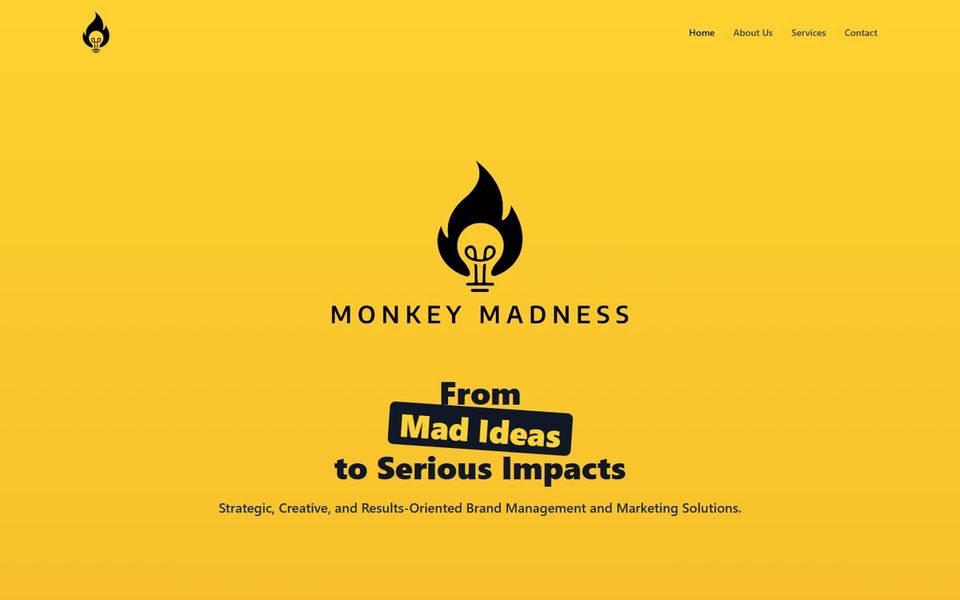 Home
About Us
Services
Contact
MONKEY MADNESS
From
Mad Ideas
to Serious Impacts
Strategic, Creative, and Results-Oriented Brand Management and Marketing Solutions.